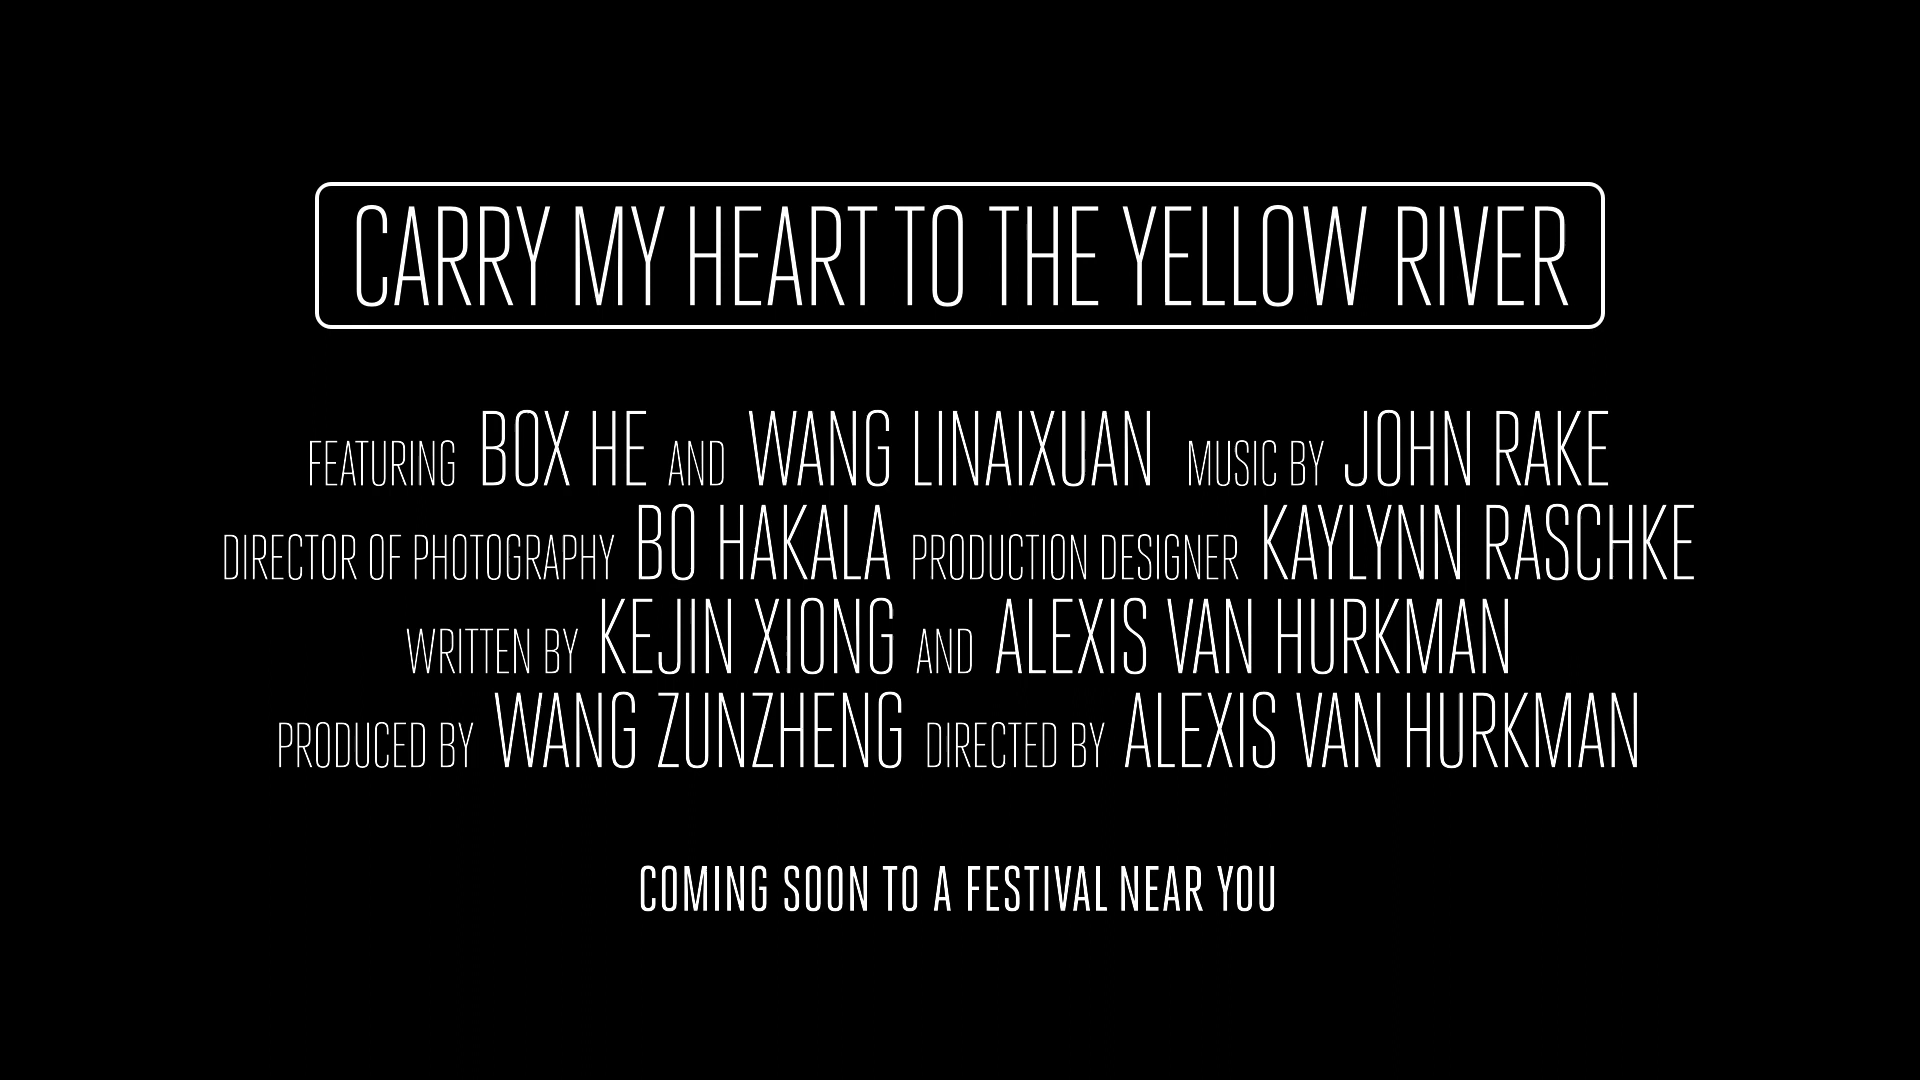 CARRY MY HEART TO THE YELLOW RIVER
FEATURING BOX HE AND WANG LINAIXUAN MUSIC BY JOHN RAKE
DIRECTOR OF PHOTOGRAPHY BO HAKALA PRODUCTION DESIGNER KAYLYNN RASCHKE
WRITTEN BY KEJIN XIONG AND ALEXIS VAN HURKMAN
PRODUCED BY WANG ZUNZHENG DIRECTED BY ALEXIS VAN HURKMAN
COMING SOON TO A FESTIVAL NEAR YOU